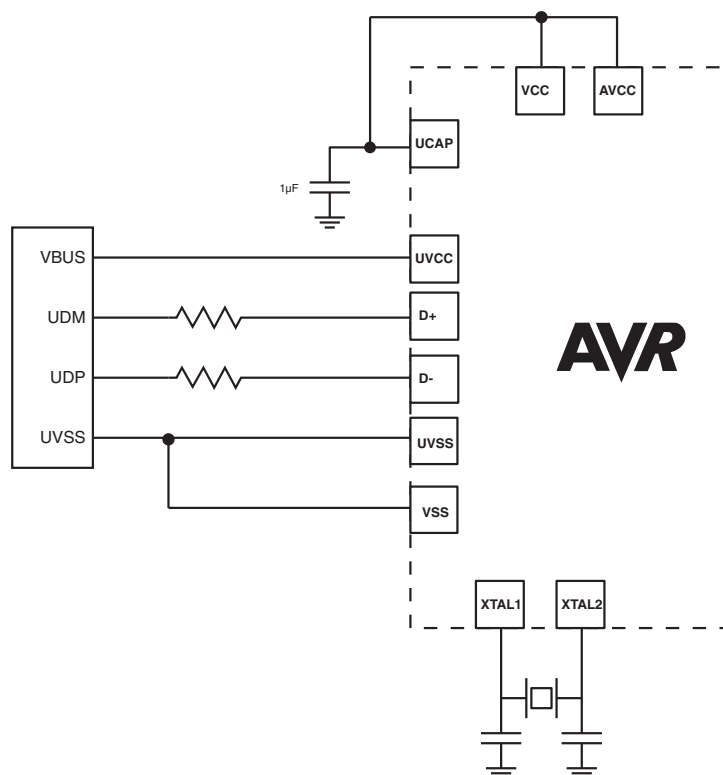 VCC
AVCC
UCAP
1µF
VBUS
UVCC
UDM
D+
AVR
UDP
D-
UVSS
UVSS
VSS
XTAL1
XTAL2